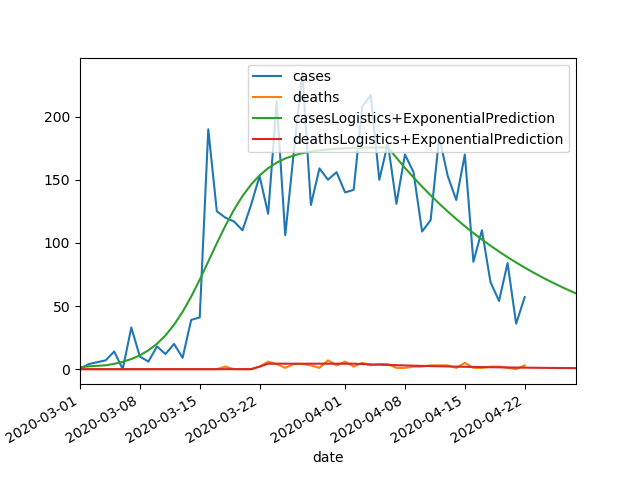 cases
deaths
casesLogistics+ExponentialPrediction
deathsLogistics+ExponentialPrediction
200
150
100
50
0
2020-03-01
2020-03-08
2020-03-15
2020-03-22
2020-04-01
2020-04-08
2020-04-15
2020-04-22
date